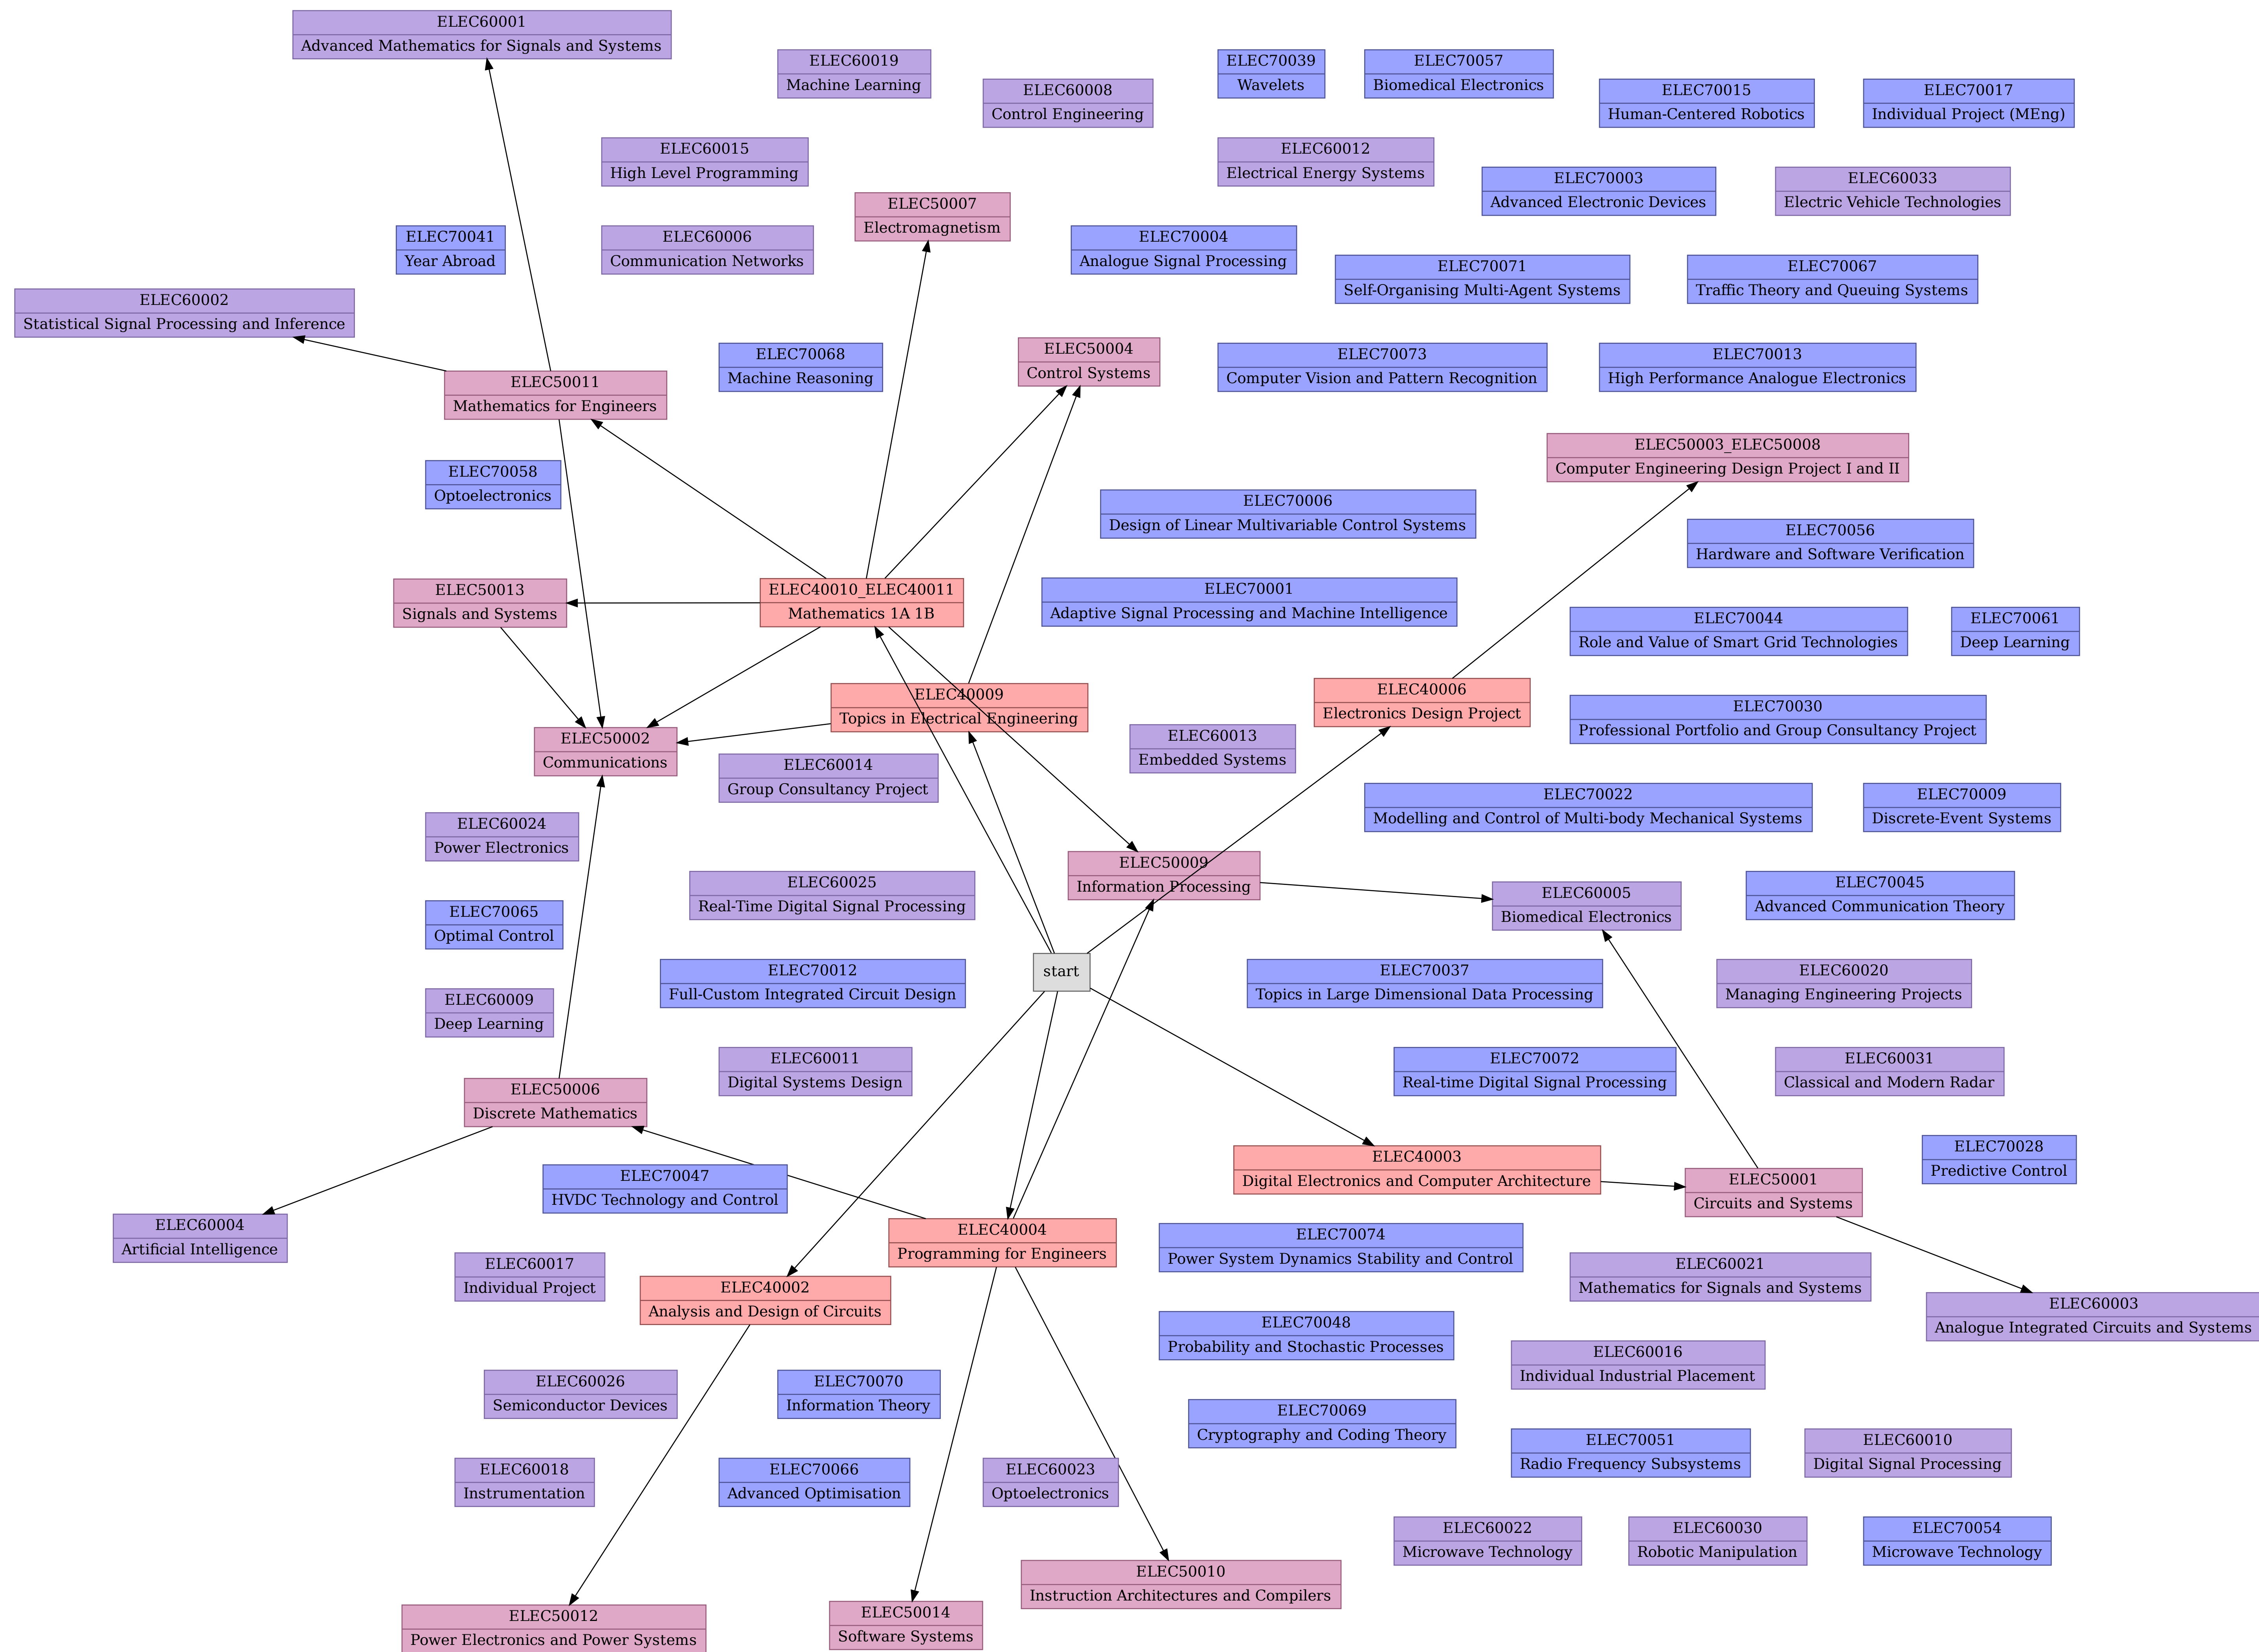 ELEC60001
Advanced Mathematics for Signals and Systems
ELEC60019
Machine Learning
ELEC60008
Control Engineering
ELEC70039
Wavelets
ELEC70057
Biomedical Electronics
ELEC70015
Human-Centered Robotics
ELEC70017
Individual Project (MEng)
ELEC60015
High Level Programming
ELEC60012
Electrical Energy Systems
ELEC70003
Advanced Electronic Devices
ELEC60033
Electric Vehicle Technologies
ELEC50007
Electromagnetism
ELEC70041
Year Abroad
ELEC60006
Communication Networks
ELEC70004
Analogue Signal Processing
ELEC70071
Self-Organising Multi-Agent Systems
ELEC70067
Traffic Theory and Queuing Systems
ELEC60002
Statistical Signal Processing and Inference
ELEC70068
Machine Reasoning
ELEC50004
Control Systems
ELEC70073
Computer Vision and Pattern Recognition
ELEC70013
High Performance Analogue Electronics
ELEC50011
Mathematics for Engineers
ELEC50003_ELEC50008
Computer Engineering Design Project I and II
ELEC70058
Optoelectronics
ELEC70006
Design of Linear Multivariable Control Systems
ELEC70056
Hardware and Software Verification
ELEC50013
Signals and Systems
ELEC40010_ELEC40011
Mathematics 1A 1B
ELEC70001
Adaptive Signal Processing and Machine Intelligence
ELEC70044
Role and Value of Smart Grid Technologies
ELEC70061
Deep Learning
ELEC40009
Topics in Electrical Engineering
ELEC40006
Electronics Design Project
ELEC70030
Professional Portfolio and Group Consultancy Project
ELEC50002
Communications
ELEC60013
Embedded Systems
ELEC60014
Group Consultancy Project
ELEC70022
Modelling and Control of Multi-body Mechanical Systems
ELEC70009
Discrete-Event Systems
ELEC60024
Power Electronics
ELEC50009
Information Processing
ELEC60025
Real-Time Digital Signal Processing
ELEC60005
Biomedical Electronics
ELEC70045
Advanced Communication Theory
ELEC70065
Optimal Control
start
ELEC70012
Full-Custom Integrated Circuit Design
ELEC70037
Topics in Large Dimensional Data Processing
ELEC60020
Managing Engineering Projects
ELEC60009
Deep Learning
ELEC60011
Digital Systems Design
ELEC70072
Real-time Digital Signal Processing
ELEC60031
Classical and Modern Radar
ELEC50006
Discrete Mathematics
ELEC40003
Digital Electronics and Computer Architecture
ELEC70028
Predictive Control
ELEC70047
HVDC Technology and Control
ELEC50001
Circuits and Systems
ELEC60004
Artificial Intelligence
ELEC40004
Programming for Engineers
ELEC70074
Power System Dynamics Stability and Control
ELEC60017
Individual Project
ELEC60021
Mathematics for Signals and Systems
ELEC40002
Analysis and Design of Circuits
ELEC60003
Analogue Integrated Circuits and Systems
ELEC70048
Probability and Stochastic Processes
ELEC60016
Individual Industrial Placement
ELEC60026
Semiconductor Devices
ELEC70070
Information Theory
ELEC70069
Cryptography and Coding Theory
ELEC70051
Radio Frequency Subsystems
ELEC60010
Digital Signal Processing
ELEC60018
Instrumentation
ELEC70066
Advanced Optimisation
ELEC60023
Optoelectronics
ELEC60022
Microwave Technology
ELEC60030
Robotic Manipulation
ELEC70054
Microwave Technology
ELEC50010
Instruction Architectures and Compilers
ELEC50012
Power Electronics and Power Systems
ELEC50014
Software Systems